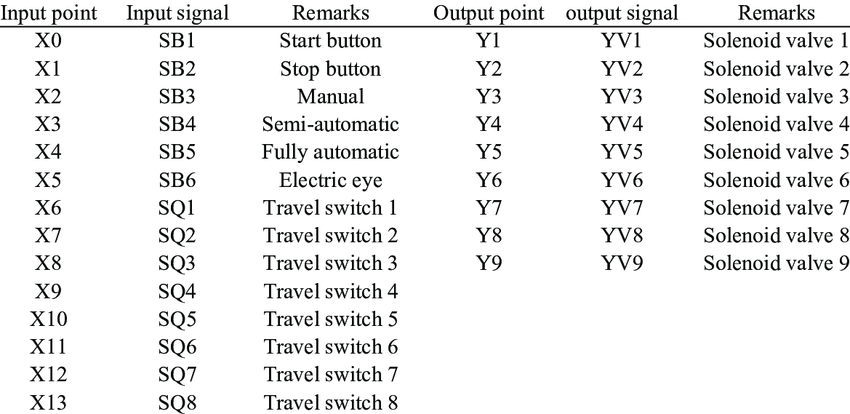 Input point Input signal Remarks Output point output signal Remarks
X0 SB1 Start button Y1 YV1 Solenoid valve 1
X1 SB2 Stop button Y2 YV2 Solenoid valve 2
X2 SB3 Manual Y3 YV3 Solenoid valve 3
X3 SB4 Semi-automatic Y4 YV4 Solenoid valve 4
X4 SB5 Fully automatic Y5 YV5 Solenoid valve 5
X5 SB6 Electric eye Y6 YV6 Solenoid valve 6
X6 SQ1 Travel switch 1 Y7 YV7 Solenoid valve 7
X7 SQ2 Travel switch 2 Y8 YV8 Solenoid valve 8
X8 SQ3 Travel switch 3 Y9 YV9 Solenoid valve 9
X9 SQ4 Travel switch 4
X10 SQ5 Travel switch 5
X11 SQ6 Travel switch 6
X12 SQ7 Travel switch 7
X13 SQ8 Travel switch 8